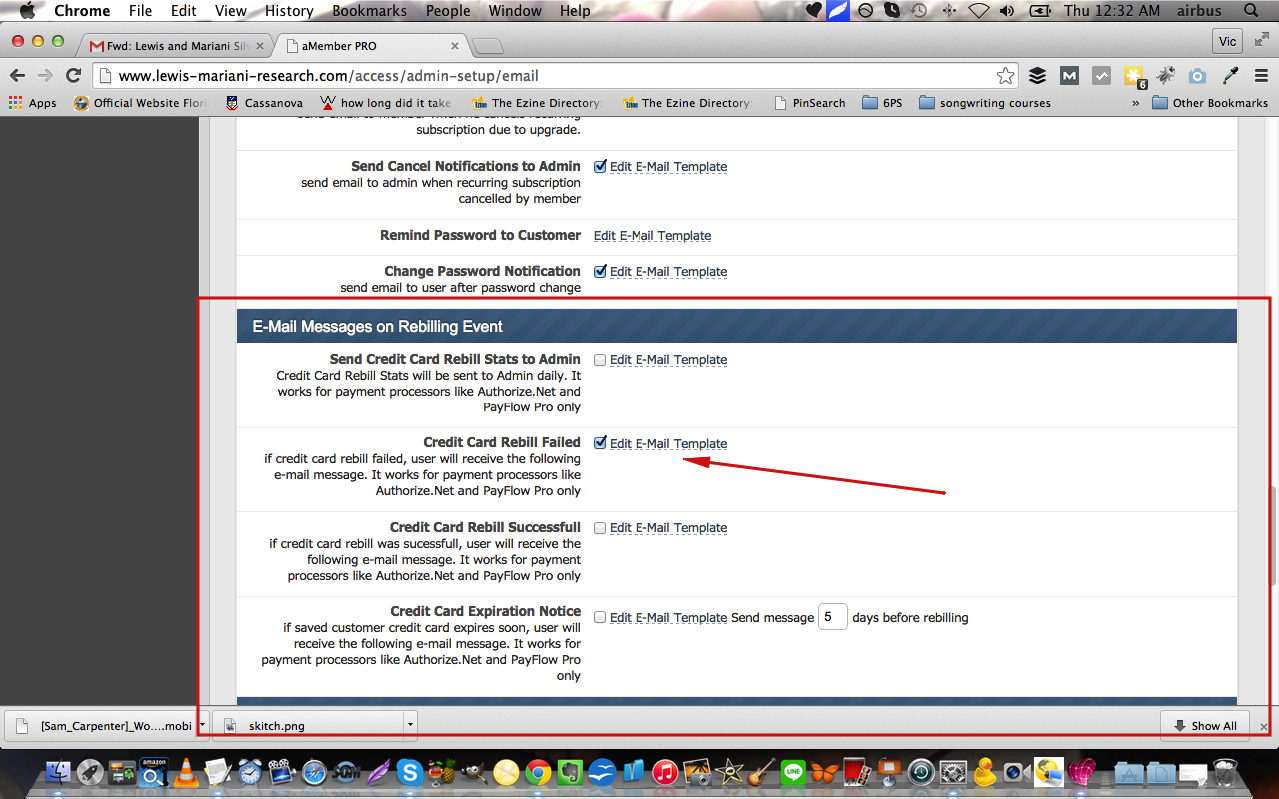 Chrome File Edit View History Bookmarks People Window Help Thu 12:32 AM airbus
Fwd: Lewis and Mariani Sil
aMember PRO
Vic
www.lewis-mariani-research.com/access/admin-setup/email
6
Apps Official Website Flori Cassanova how long did it take The Ezine Directory: The Ezine Directory: PinSearch 6PS songwriting courses » Other Bookmarks
subscription due to upgrade.
Send Cancel Notifications to Admin Edit E-Mail Template
send email to admin when recurring subscription
cancelled by member
Remind Password to Customer Edit E-Mail Template
Change Password Notification Edit E-Mail Template
send email to user after password change
E-Mail Messages on Rebilling Event
Send Credit Card Rebill Stats to Admin Edit E-Mail Template
Credit Card Rebill Stats will be sent to Admin daily. It
works for payment processors like Authorize.Net and
PayFlow Pro only
Credit Card Rebill Failed Edit E-Mail Template
if credit card rebill failed, user will receive the following
e-mail message. It works for payment processors like
Authorize.Net and PayFlow Pro only
Credit Card Rebill Successfull Edit E-Mail Template
if credit card rebill was sucessfull, user will receive the
following e-mail message. It works for payment
processors like Authorize.Net and PayFlow Pro only
Credit Card Expiration Notice Edit E-Mail Template Send message 5 days before rebilling
if saved customer credit card expires soon, user will
receive the following e-mail message. It works for
payment processors like Authorize.Net and PayFlow Pro
only
[Sam_Carpenter]_Wo....mobi
skitch.png
Show All
amazon
LINE